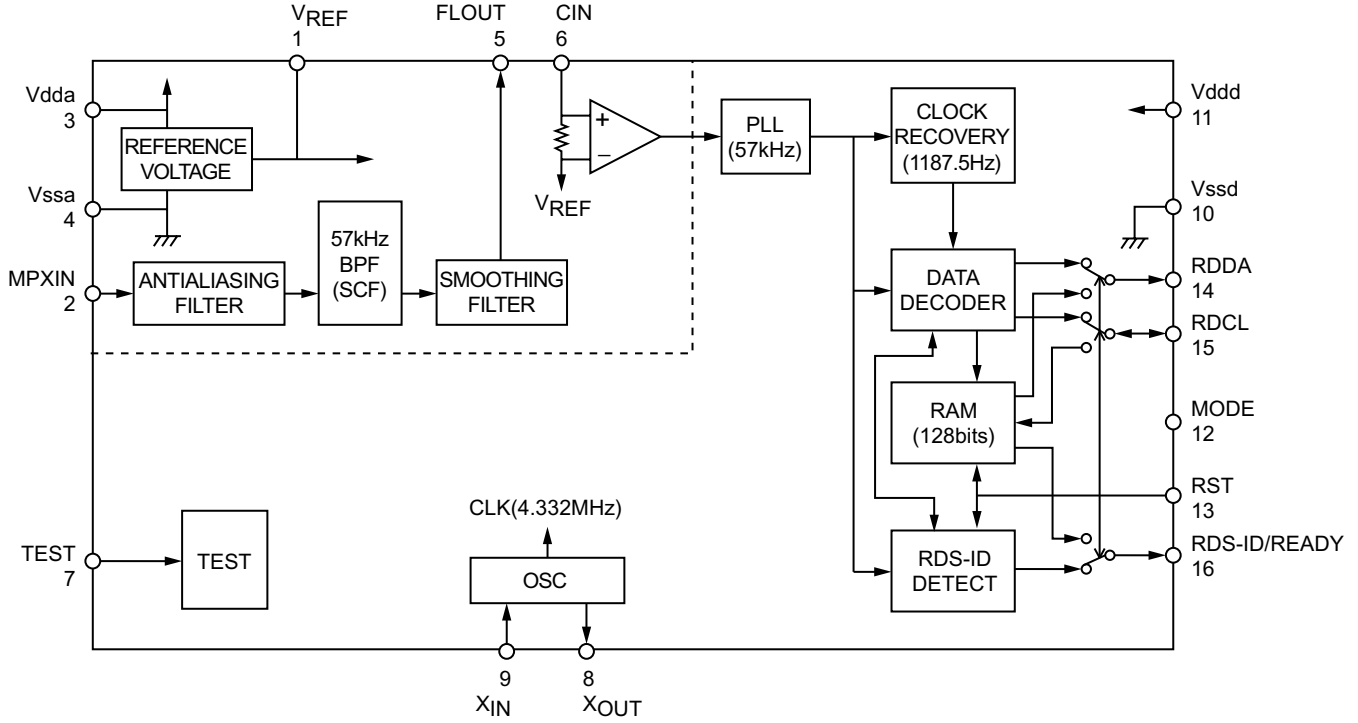 VREF
1
FLOUT
5
CIN
6
Vdda
3
REFERENCE
VOLTAGE
Vssa
4
+
–
VREF
PLL
(57kHz)
CLOCK
RECOVERY
(1187.5Hz)
Vddd
11
Vssd
10
MPXIN
2
ANTIALIASING
FILTER
57kHz
BPF
(SCF)
SMOOTHING
FILTER
DATA
DECODER
RDDA
14
RDCL
15
RAM
(128bits)
MODE
12
RST
13
TEST
7
TEST
CLK(4.332MHz)
OSC
RDS-ID
DETECT
RDS-ID/READY
16
9
XIN
8
XOUT